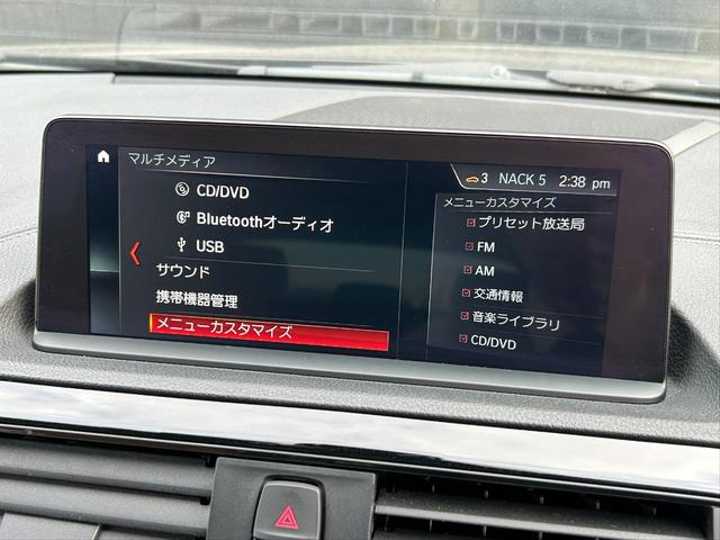 マルチメディア
3 NACK 5 2:38 pm
CD/DVD
Bluetoothオーディオ
USB
サウンド
携帯機器管理
メニューカスタマイズ
メニューカスタマイズ
プリセット放送局
FM
AM
交通情報
音楽ライブラリ
CD/DVD